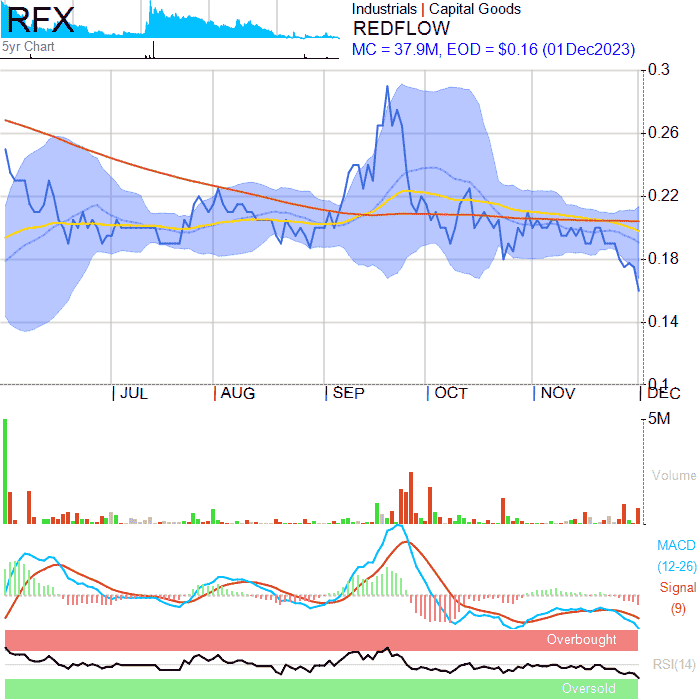 RFX
5yr Chart
Industrials | Capital Goods
REDFLOW
MC = 37.9M, EOD = $0.16 (01Dec2023)
0.3
0.26
0.22
0.18
0.14
0.1
JUL AUG SEP OCT NOV DEC
5M
Volume
MACD
(12-26)
Signal
(9)
Overbought
RSI(14)
Oversold